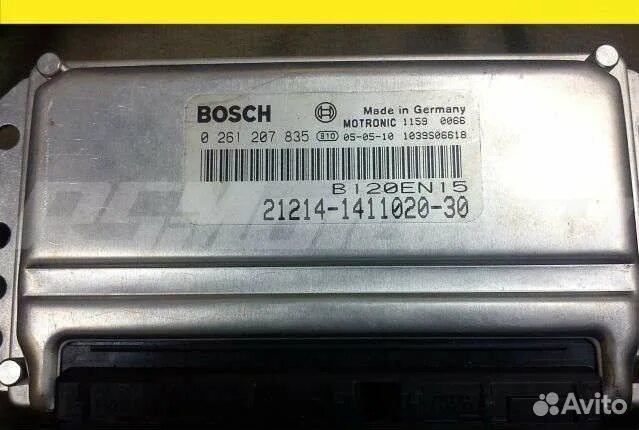 BOSCH
Made in Germany
MOTRONIC 1159 0066
0 261 207 835 810 05-05-10 1039S06618
B120EN15
21214-1411020-30
Avito